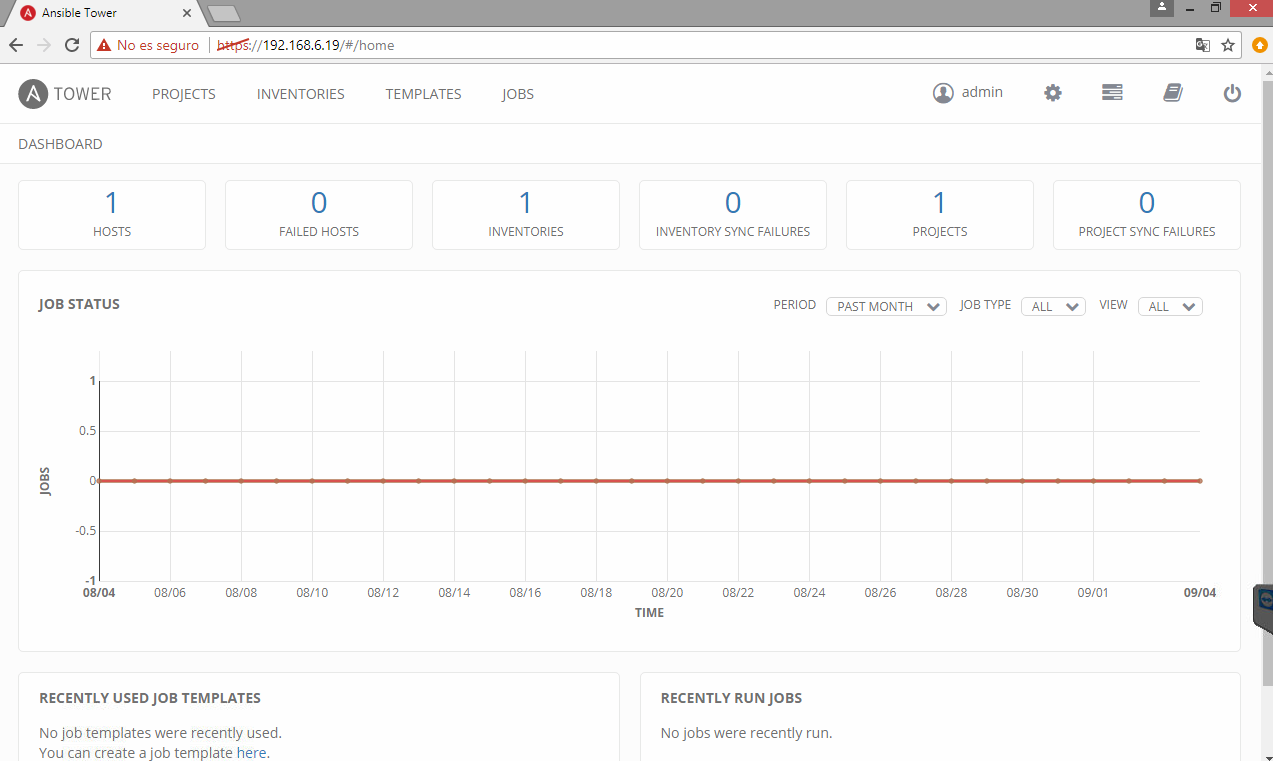 Ansible Tower
No es seguro https://192.168.6.19/#/home
A TOWER PROJECTS INVENTORIES TEMPLATES JOBS admin
DASHBOARD
1 0 1 0 1 0
HOSTS FAILED HOSTS INVENTORIES INVENTORY SYNC FAILURES PROJECTS PROJECT SYNC FAILURES
JOB STATUS PERIOD PAST MONTH JOB TYPE ALL VIEW ALL
1
0.5
0
-0.5
-1
JOBS
08/04 08/06 08/08 08/10 08/12 08/14 08/16 08/18 08/20 08/22 08/24 08/26 08/28 08/30 09/01 09/04
TIME
RECENTLY USED JOB TEMPLATES RECENTLY RUN JOBS
No job templates were recently used. No jobs were recently run.
You can create a job template here.